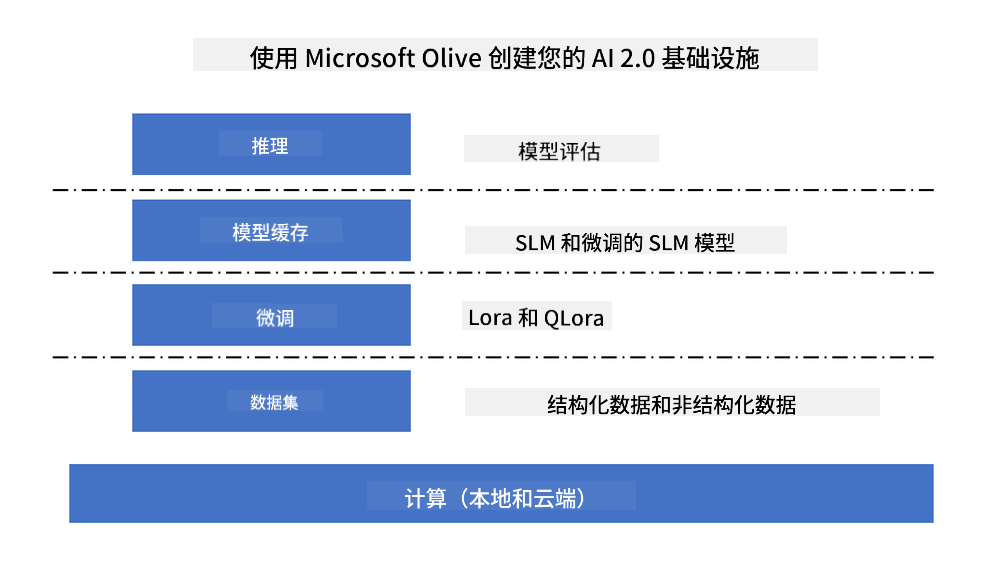 使用 Microsoft Olive 创建您的 AI 2.0 基础设施
推理
模型评估
模型缓存
SLM 和微调的 SLM 模型
微调
Lora 和 QLora
数据集
结构化数据和非结构化数据
计算（本地和云端）